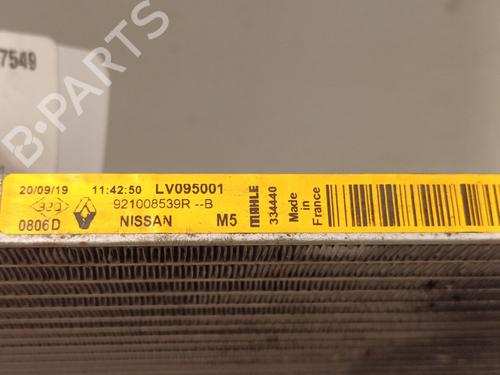 7549
B-PARTS
20/09/19 11:42:50 LV095001
921008539R --B
0806D NISSAN M5
MAHLE
334440
Made in
France